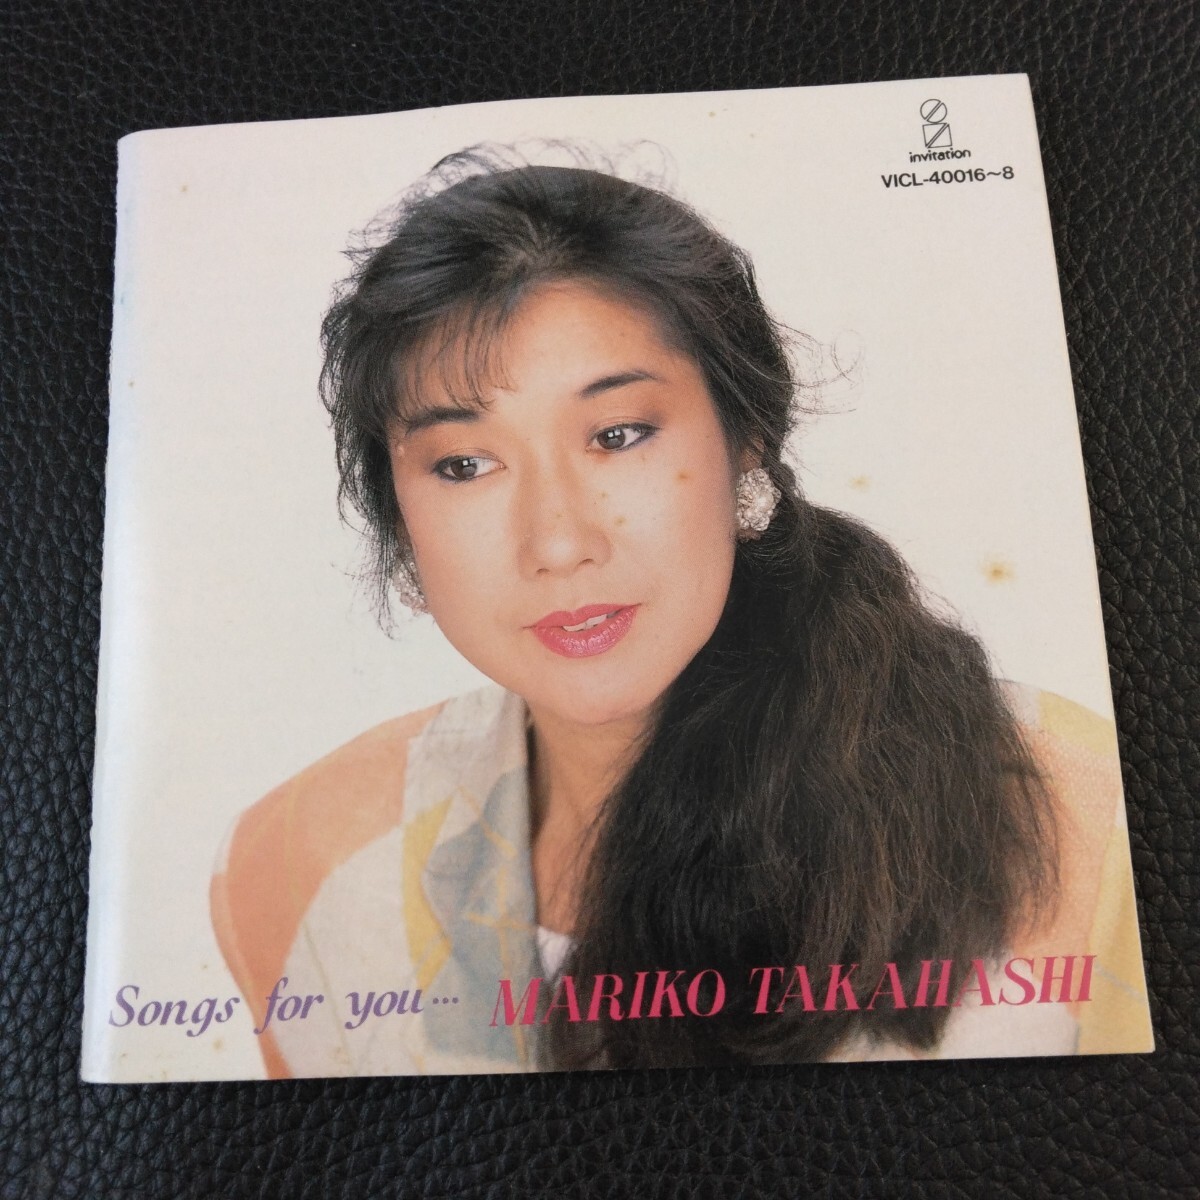 invitation
VICL-40016~8
Songs for you... MARIKO TAKAHASHI